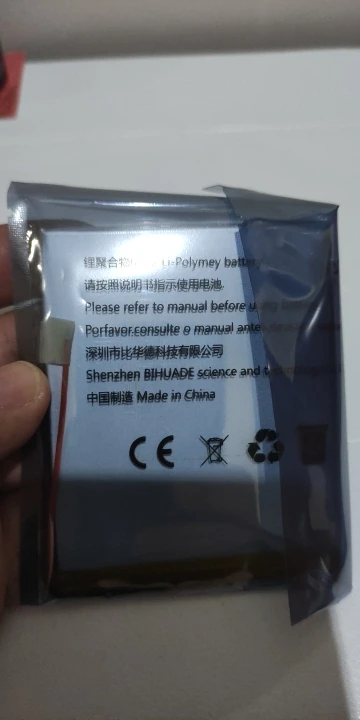 锂聚合物 Li-Polymey battery
请按照说明书指示使用电池
Please refer to manual before
Porfavor.consulte o manual ante
深圳市比华德科技有限公司
Shenzhen BIHUADE science and
中国制造 Made in China
CE